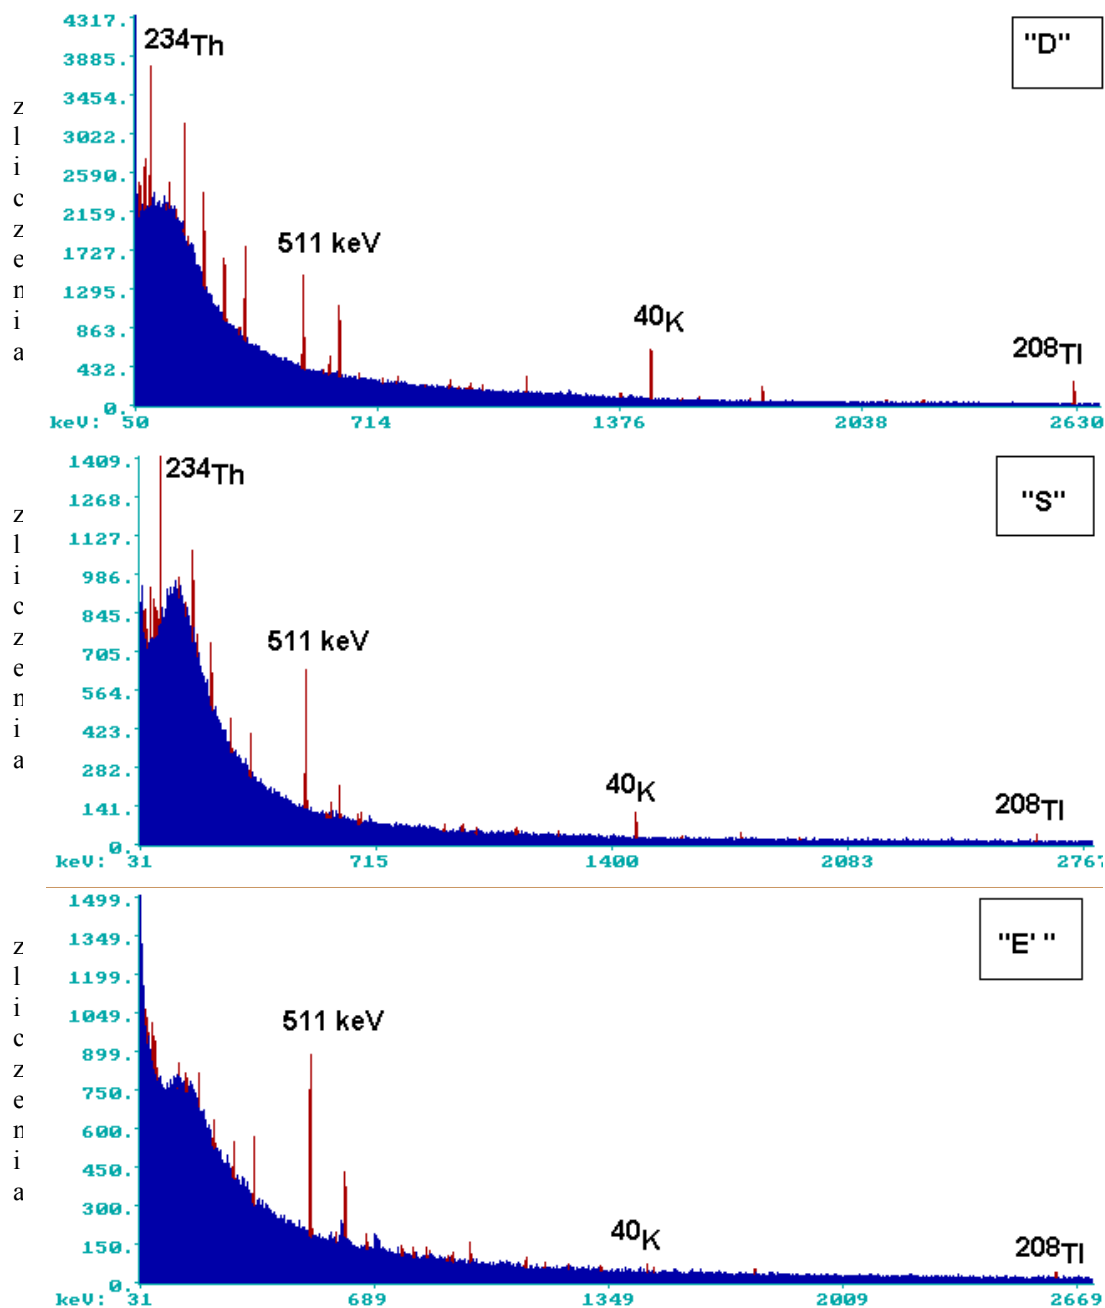 4317.
3885.
3454.
3022.
2590.
2159.
1727.
1295.
863.
432.
0.
zliczenia
234Th
511 keV
40K
208Tl
"D"
keV: 50 714 1376 2038 2630
1409.
1268.
1127.
986.
845.
705.
564.
423.
282.
141.
0.
zliczenia
234Th
511 keV
40K
208Tl
"S"
keV: 31 715 1400 2083 2767
1499.
1349.
1199.
1049.
899.
750.
600.
450.
300.
150.
0.
zliczenia
511 keV
40K
208Tl
"E' "
keV: 31 689 1349 2009 2669